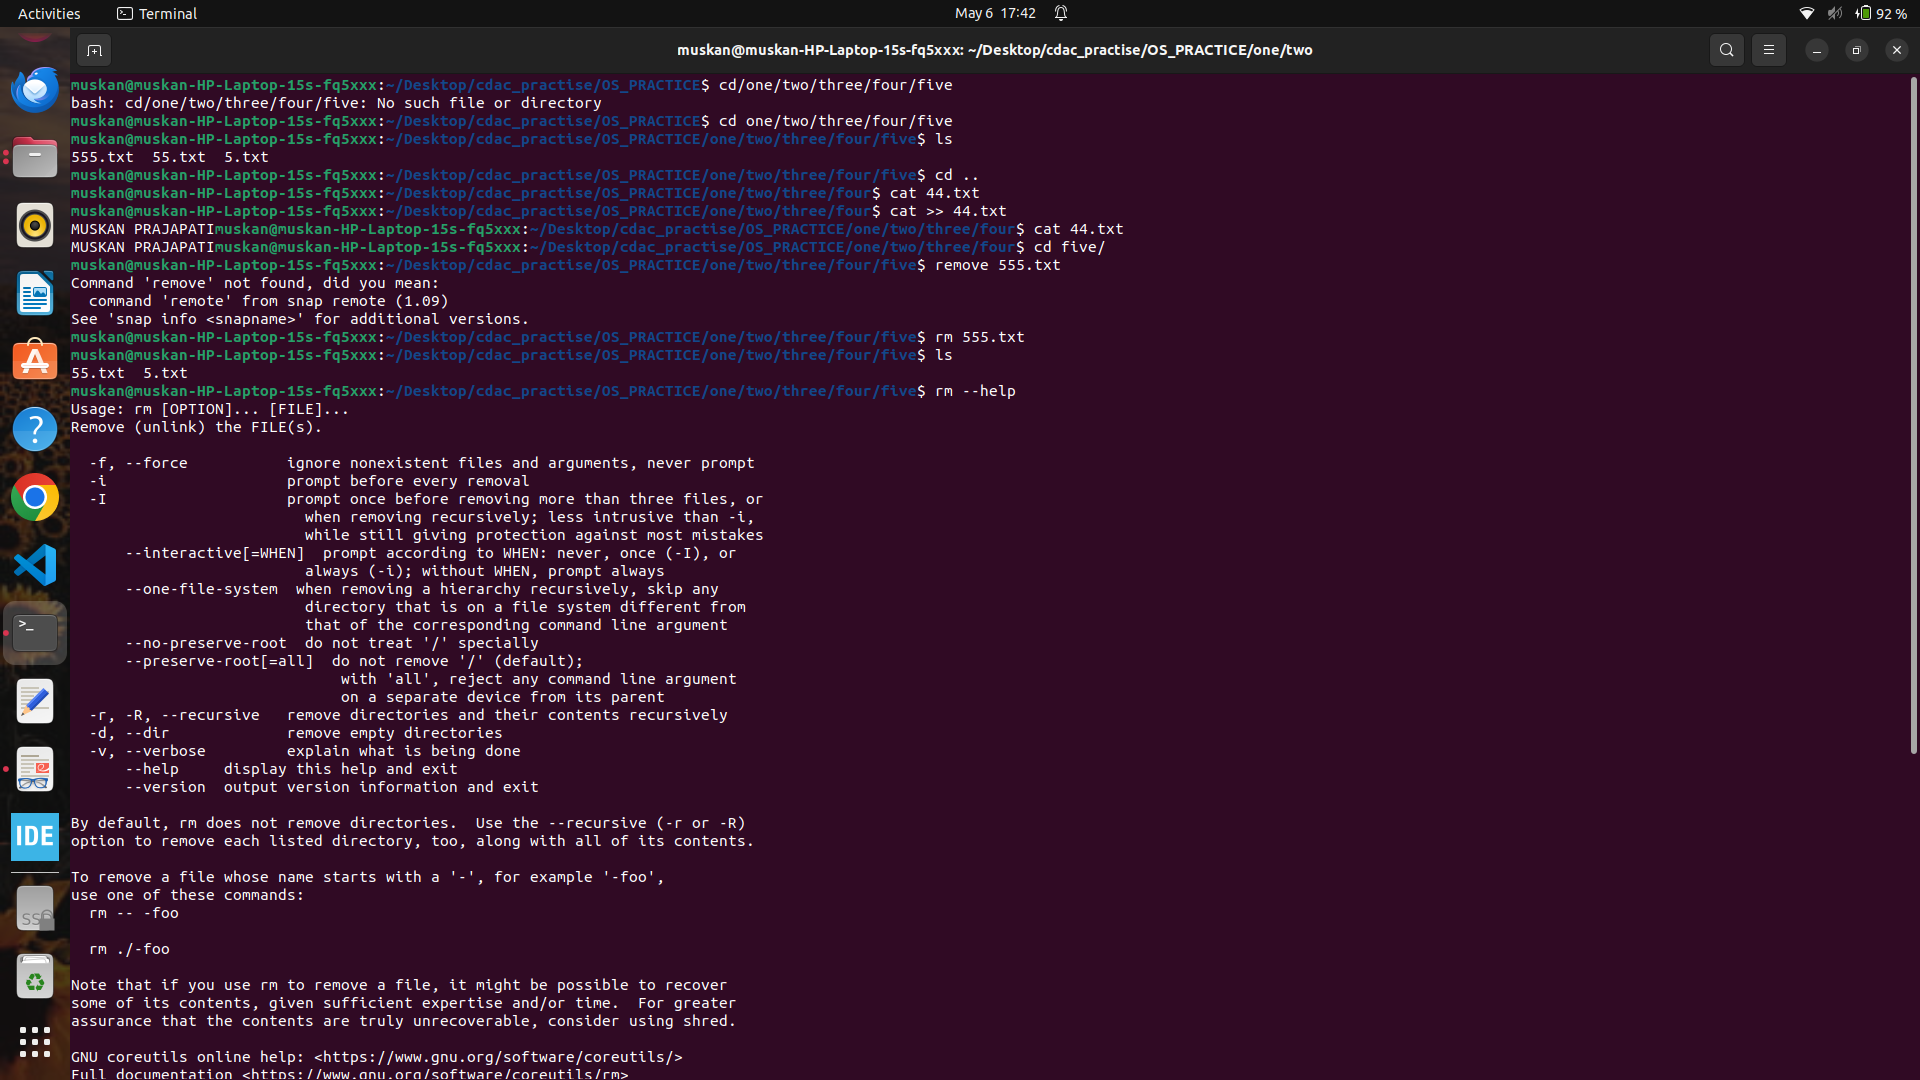 Activities
Terminal
May 6 17:42
92 %
muskan@muskan-HP-Laptop-15s-fq5xxx: ~/Desktop/cdac_practise/OS_PRACTICE/one/two
muskan@muskan-HP-Laptop-15s-fq5xxx:~/Desktop/cdac_practise/OS_PRACTICE$ cd/one/two/three/four/five
bash: cd/one/two/three/four/five: No such file or directory
muskan@muskan-HP-Laptop-15s-fq5xxx:~/Desktop/cdac_practise/OS_PRACTICE$ cd one/two/three/four/five
muskan@muskan-HP-Laptop-15s-fq5xxx:~/Desktop/cdac_practise/OS_PRACTICE/one/two/three/four/five$ ls
555.txt  55.txt  5.txt
muskan@muskan-HP-Laptop-15s-fq5xxx:~/Desktop/cdac_practise/OS_PRACTICE/one/two/three/four/five$ cd ..
muskan@muskan-HP-Laptop-15s-fq5xxx:~/Desktop/cdac_practise/OS_PRACTICE/one/two/three/four$ cat 44.txt
muskan@muskan-HP-Laptop-15s-fq5xxx:~/Desktop/cdac_practise/OS_PRACTICE/one/two/three/four$ cat >> 44.txt
MUSKAN PRAJAPATImuskan@muskan-HP-Laptop-15s-fq5xxx:~/Desktop/cdac_practise/OS_PRACTICE/one/two/three/four$ cat 44.txt
MUSKAN PRAJAPATImuskan@muskan-HP-Laptop-15s-fq5xxx:~/Desktop/cdac_practise/OS_PRACTICE/one/two/three/four$ cd five/
muskan@muskan-HP-Laptop-15s-fq5xxx:~/Desktop/cdac_practise/OS_PRACTICE/one/two/three/four/five$ remove 555.txt
Command 'remove' not found, did you mean:
  command 'remote' from snap remote (1.09)
See 'snap info <snapname>' for additional versions.
muskan@muskan-HP-Laptop-15s-fq5xxx:~/Desktop/cdac_practise/OS_PRACTICE/one/two/three/four/five$ rm 555.txt
muskan@muskan-HP-Laptop-15s-fq5xxx:~/Desktop/cdac_practise/OS_PRACTICE/one/two/three/four/five$ ls
55.txt  5.txt
muskan@muskan-HP-Laptop-15s-fq5xxx:~/Desktop/cdac_practise/OS_PRACTICE/one/two/three/four/five$ rm --help
Usage: rm [OPTION]... [FILE]...
Remove (unlink) the FILE(s).
  -f, --force           ignore nonexistent files and arguments, never prompt
  -i                    prompt before every removal
  -I                    prompt once before removing more than three files, or
                          when removing recursively; less intrusive than -i,
                          while still giving protection against most mistakes
      --interactive[=WHEN]  prompt according to WHEN: never, once (-I), or
                          always (-i); without WHEN, prompt always
      --one-file-system  when removing a hierarchy recursively, skip any
                          directory that is on a file system different from
                          that of the corresponding command line argument
      --no-preserve-root  do not treat '/' specially
      --preserve-root[=all]  do not remove '/' (default);
                              with 'all', reject any command line argument
                              on a separate device from its parent
  -r, -R, --recursive   remove directories and their contents recursively
  -d, --dir             remove empty directories
  -v, --verbose         explain what is being done
      --help     display this help and exit
      --version  output version information and exit
By default, rm does not remove directories.  Use the --recursive (-r or -R)
option to remove each listed directory, too, along with all of its contents.
To remove a file whose name starts with a '-', for example '-foo',
use one of these commands:
  rm -- -foo
  rm ./-foo
Note that if you use rm to remove a file, it might be possible to recover
some of its contents, given sufficient expertise and/or time.  For greater
assurance that the contents are truly unrecoverable, consider using shred.
GNU coreutils online help: <https://www.gnu.org/software/coreutils/>
Full documentation <https://www.gnu.org/software/coreutils/rm>
IDE